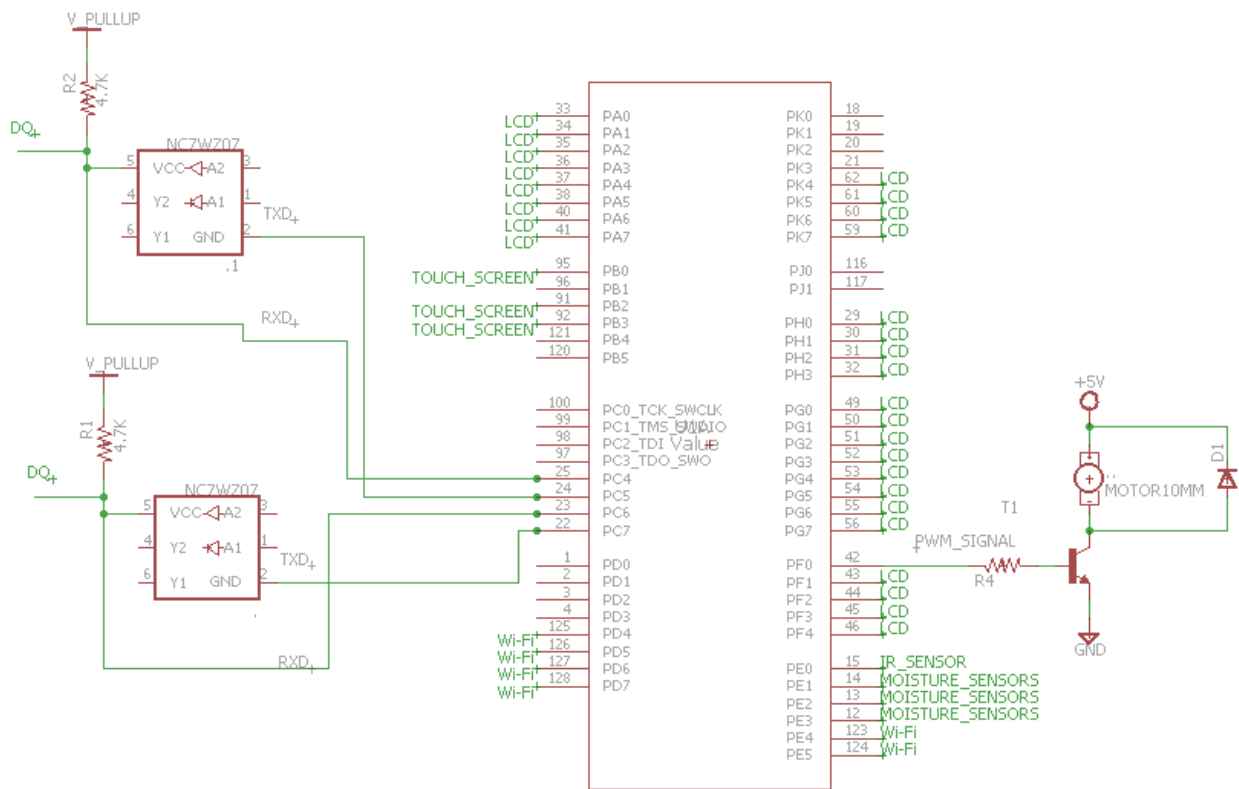 V_PULLUP
R2
4.7K
DQ
NC7WZ07
5 VCC A2 3
4 Y2 A1 1
6 Y1 GND 2
TXD
.1
RXD
V_PULLUP
R1
4.7K
DQ
NC7WZ07
5 VCC A2 3
4 Y2 A1 1
6 Y1 GND 2
TXD
.
RXD
LCD 33 PA0
LCD 34 PA1
LCD 35 PA2
LCD 36 PA3
LCD 37 PA4
LCD 38 PA5
LCD 40 PA6
LCD 41 PA7
TOUCH_SCREEN 95 PB0
96 PB1
TOUCH_SCREEN 91 PB2
TOUCH_SCREEN 92 PB3
121 PB4
120 PB5
100 PC0_TCK_SWCLK
99 PC1_TMS
98 PC2_TDI
Value
97 PC3_TDO_SWO
25 PC4
24 PC5
23 PC6
22 PC7
1 PD0
2 PD1
3 PD2
4 PD3
Wi-Fi 125 PD4
Wi-Fi 126 PD5
Wi-Fi 127 PD6
Wi-Fi 128 PD7
PK0 18
PK1 19
PK2 20
PK3 21
PK4 62 LCD
PK5 61 LCD
PK6 60 LCD
PK7 59 LCD
PJ0 116
PJ1 117
PH0 29 LCD
PH1 30 LCD
PH2 31 LCD
PH3 32 LCD
PG0 49 LCD
PG1 50 LCD
PG2 51 LCD
PG3 52 LCD
PG4 53 LCD
PG5 54 LCD
PG6 55 LCD
PG7 56 LCD
PF0 42
PF1 43 LCD
PF2 44 LCD
PF3 45 LCD
PF4 46 LCD
PE0 15 IR_SENSOR
PE1 14 MOISTURE_SENSORS
PE2 13 MOISTURE_SENSORS
PE3 12 MOISTURE_SENSORS
PE4 123 Wi-Fi
PE5 124 Wi-Fi
PWM_SIGNAL
R4
T1
+5V
MOTOR10MM
D1
GND